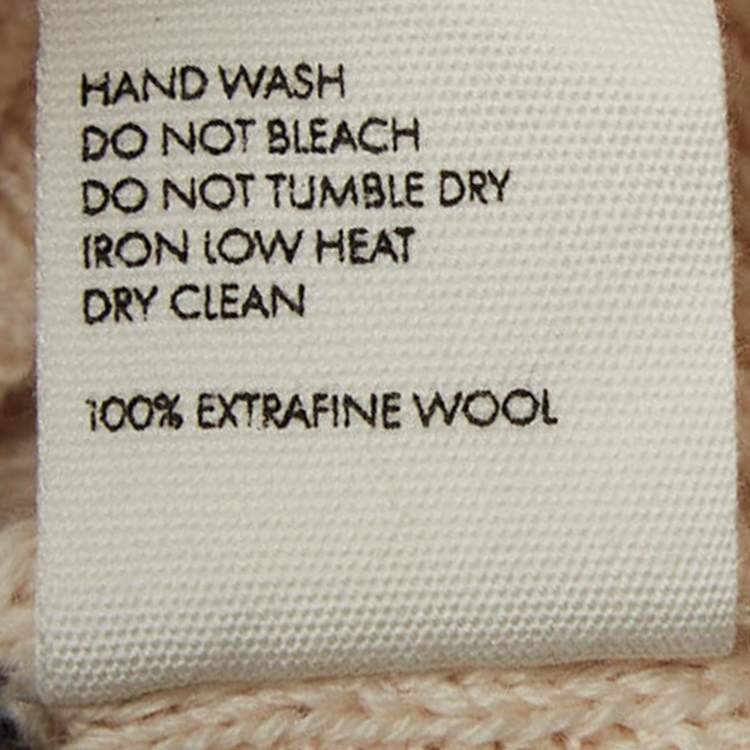 HAND WASH
DO NOT BLEACH
DO NOT TUMBLE DRY
IRON LOW HEAT
DRY CLEAN
100% EXTRAFINE WOOL